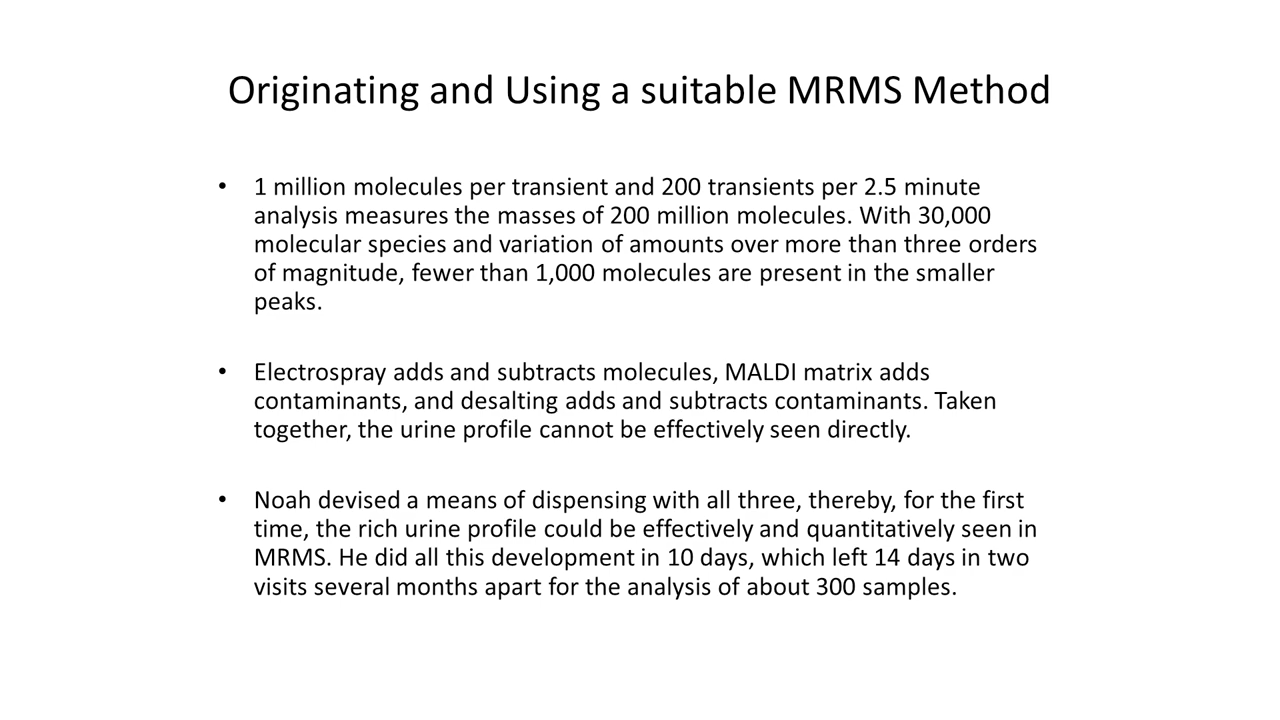 Originating and Using a suitable MRMS Method
• 1 million molecules per transient and 200 transients per 2.5 minute
analysis measures the masses of 200 million molecules. With 30,000
molecular species and variation of amounts over more than three orders
of magnitude, fewer than 1,000 molecules are present in the smaller
peaks.
• Electrospray adds and subtracts molecules, MALDI matrix adds
contaminants, and desalting adds and subtracts contaminants. Taken
together, the urine profile cannot be effectively seen directly.
• Noah devised a means of dispensing with all three, thereby, for the first
time, the rich urine profile could be effectively and quantitatively seen in
MRMS. He did all this development in 10 days, which left 14 days in two
visits several months apart for the analysis of about 300 samples.